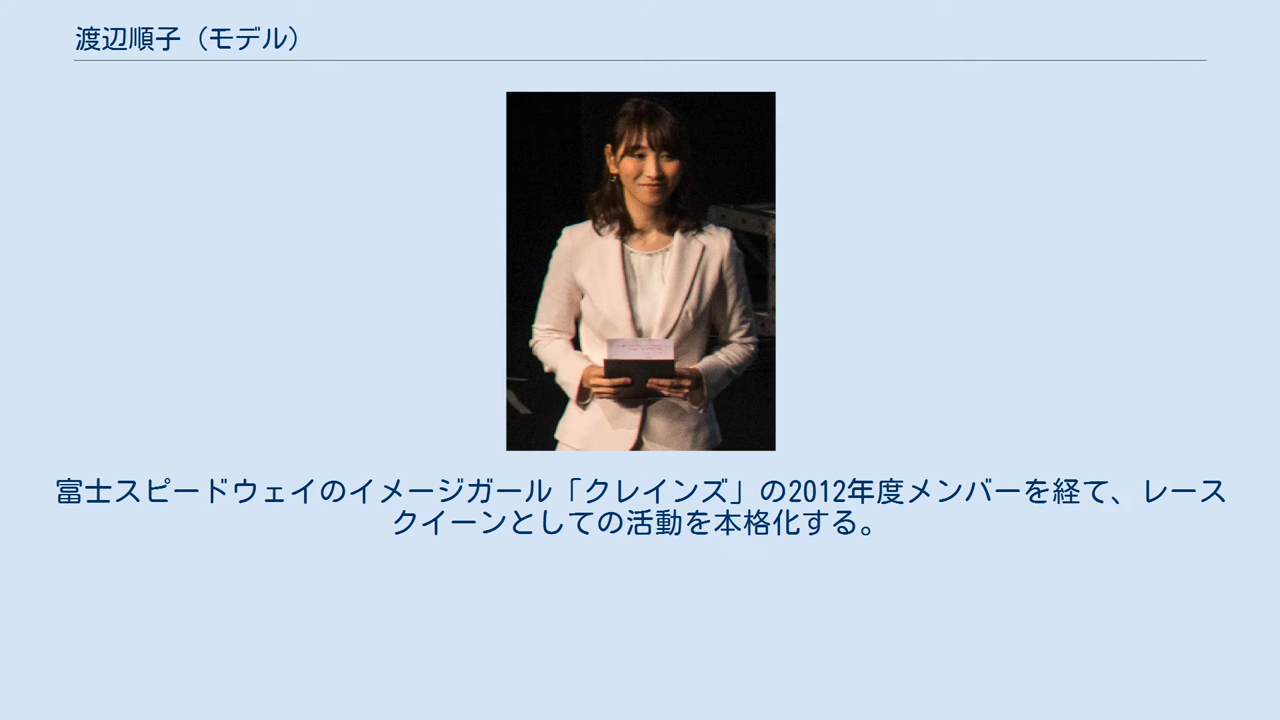 渡辺順子（モデル）
富士スピードウェイのイメージガール「クレインズ」の2012年度メンバーを経て、レース
クイーンとしての活動を本格化する。